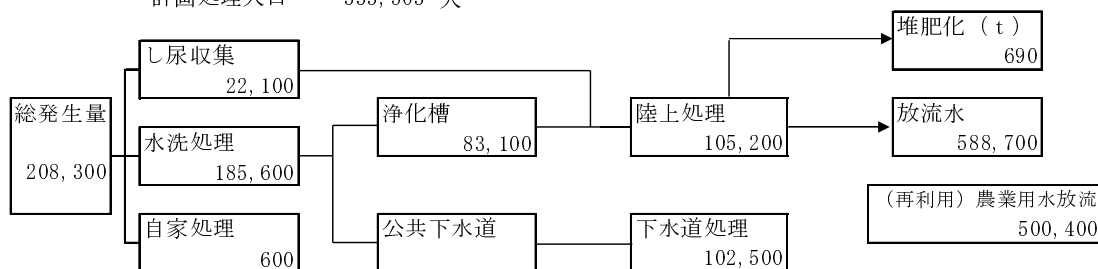 堆肥化（ｔ）
690
し尿収集
22,100
総発生量
208,300
水洗処理
185,600
浄化槽
83,100
陸上処理
105,200
放流水
588,700
（再利用）農業用水放流
500,400
自家処理
600
公共下水道
下水道処理
102,500